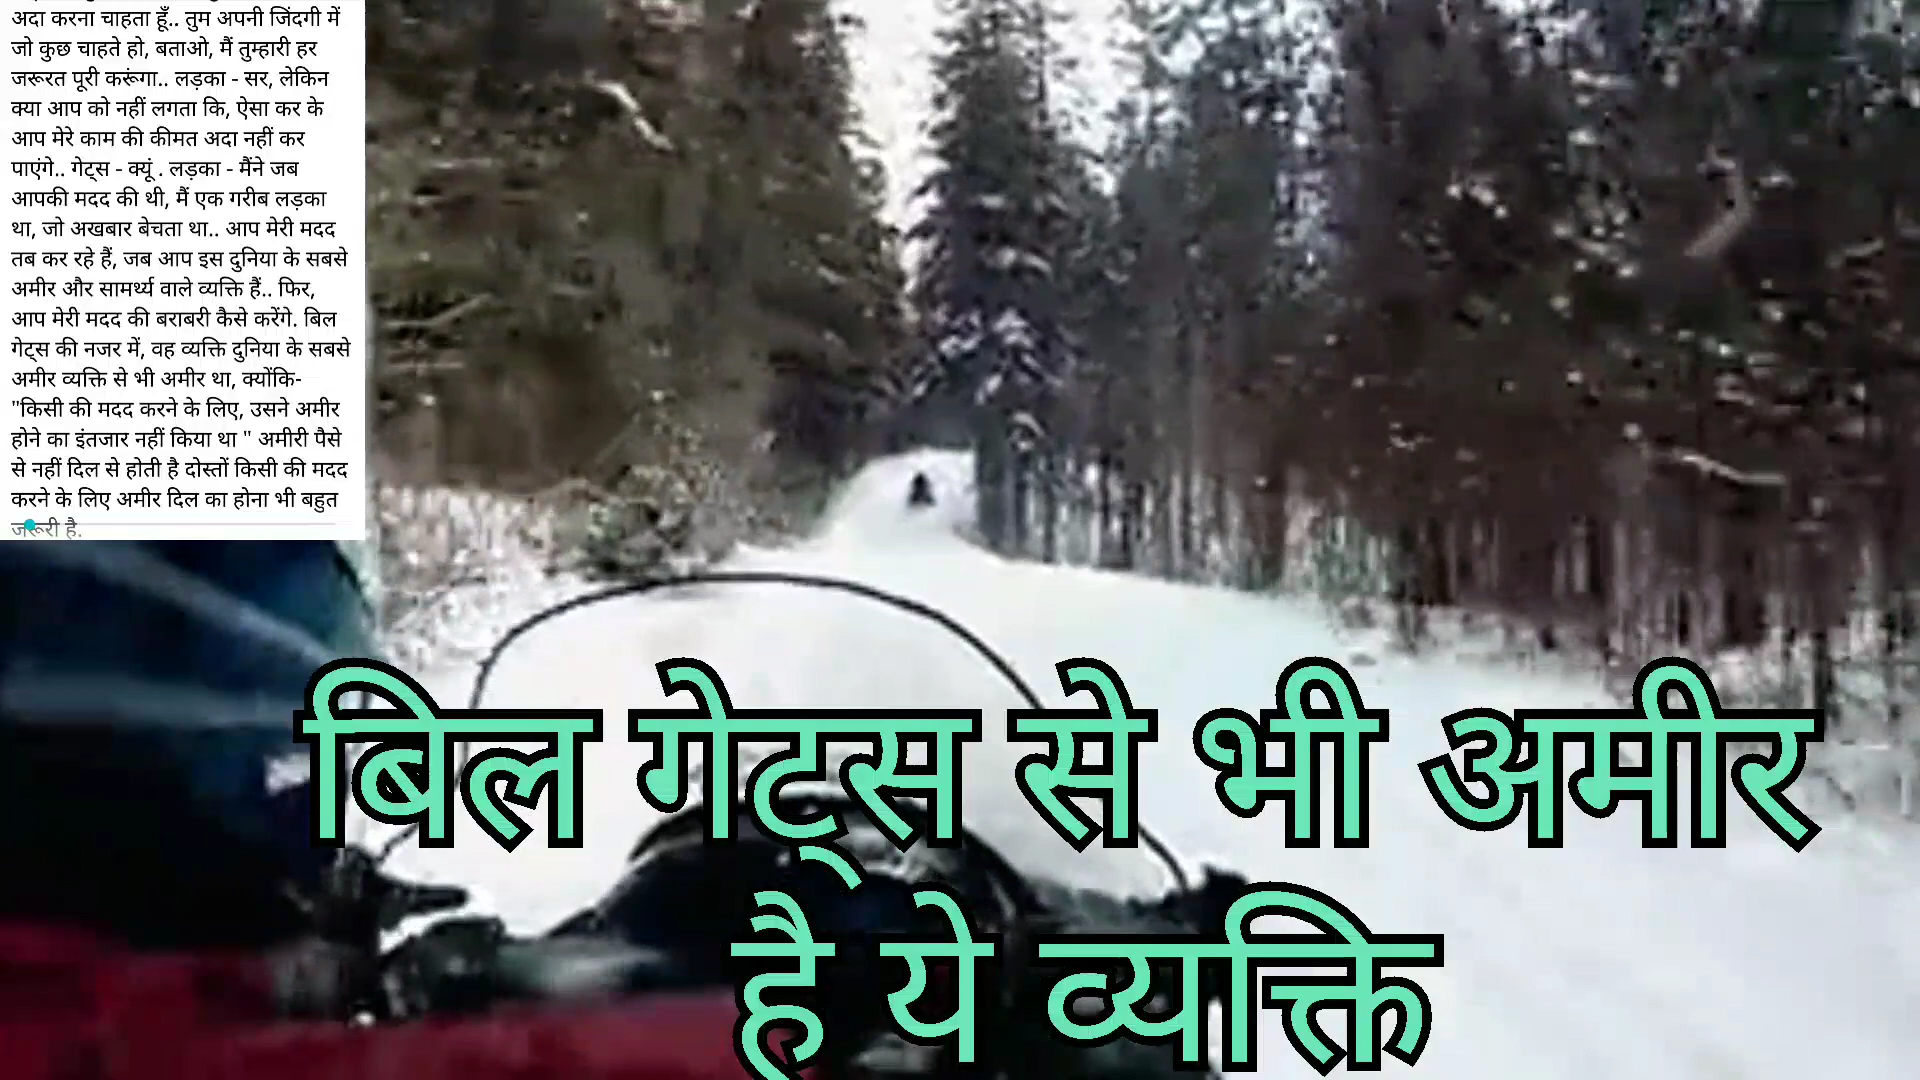 अदा करना चाहता हूँ.. तुम अपनी जिंदगी में
जो कुछ चाहते हो, बताओ, मैं तुम्हारी हर
जरूरत पूरी करूंगा.. लड़का - सर, लेकिन
क्या आप को नहीं लगता कि, ऐसा कर के
आप मेरे काम की कीमत अदा नहीं कर
पाएंगे.. गेट्स - क्यूं . लड़का - मैंने जब
आपकी मदद की थी, मैं एक गरीब लड़का
था, जो अखबार बेचता था.. आप मेरी मदद
तब कर रहे हैं, जब आप इस दुनिया के सबसे
अमीर और सामर्थ्य वाले व्यक्ति हैं.. फिर,
आप मेरी मदद की बराबरी कैसे करेंगे. बिल
गेट्स की नजर में, वह व्यक्ति दुनिया के सबसे
अमीर व्यक्ति से भी अमीर था, क्योंकि-
"किसी की मदद करने के लिए, उसने अमीर
होने का इंतजार नहीं किया था " अमीरी पैसे
से नहीं दिल से होती है दोस्तों किसी की मदद
करने के लिए अमीर दिल का होना भी बहुत
जरूरी है.
बिल गेट्स से भी अमीर
है ये व्यक्ति